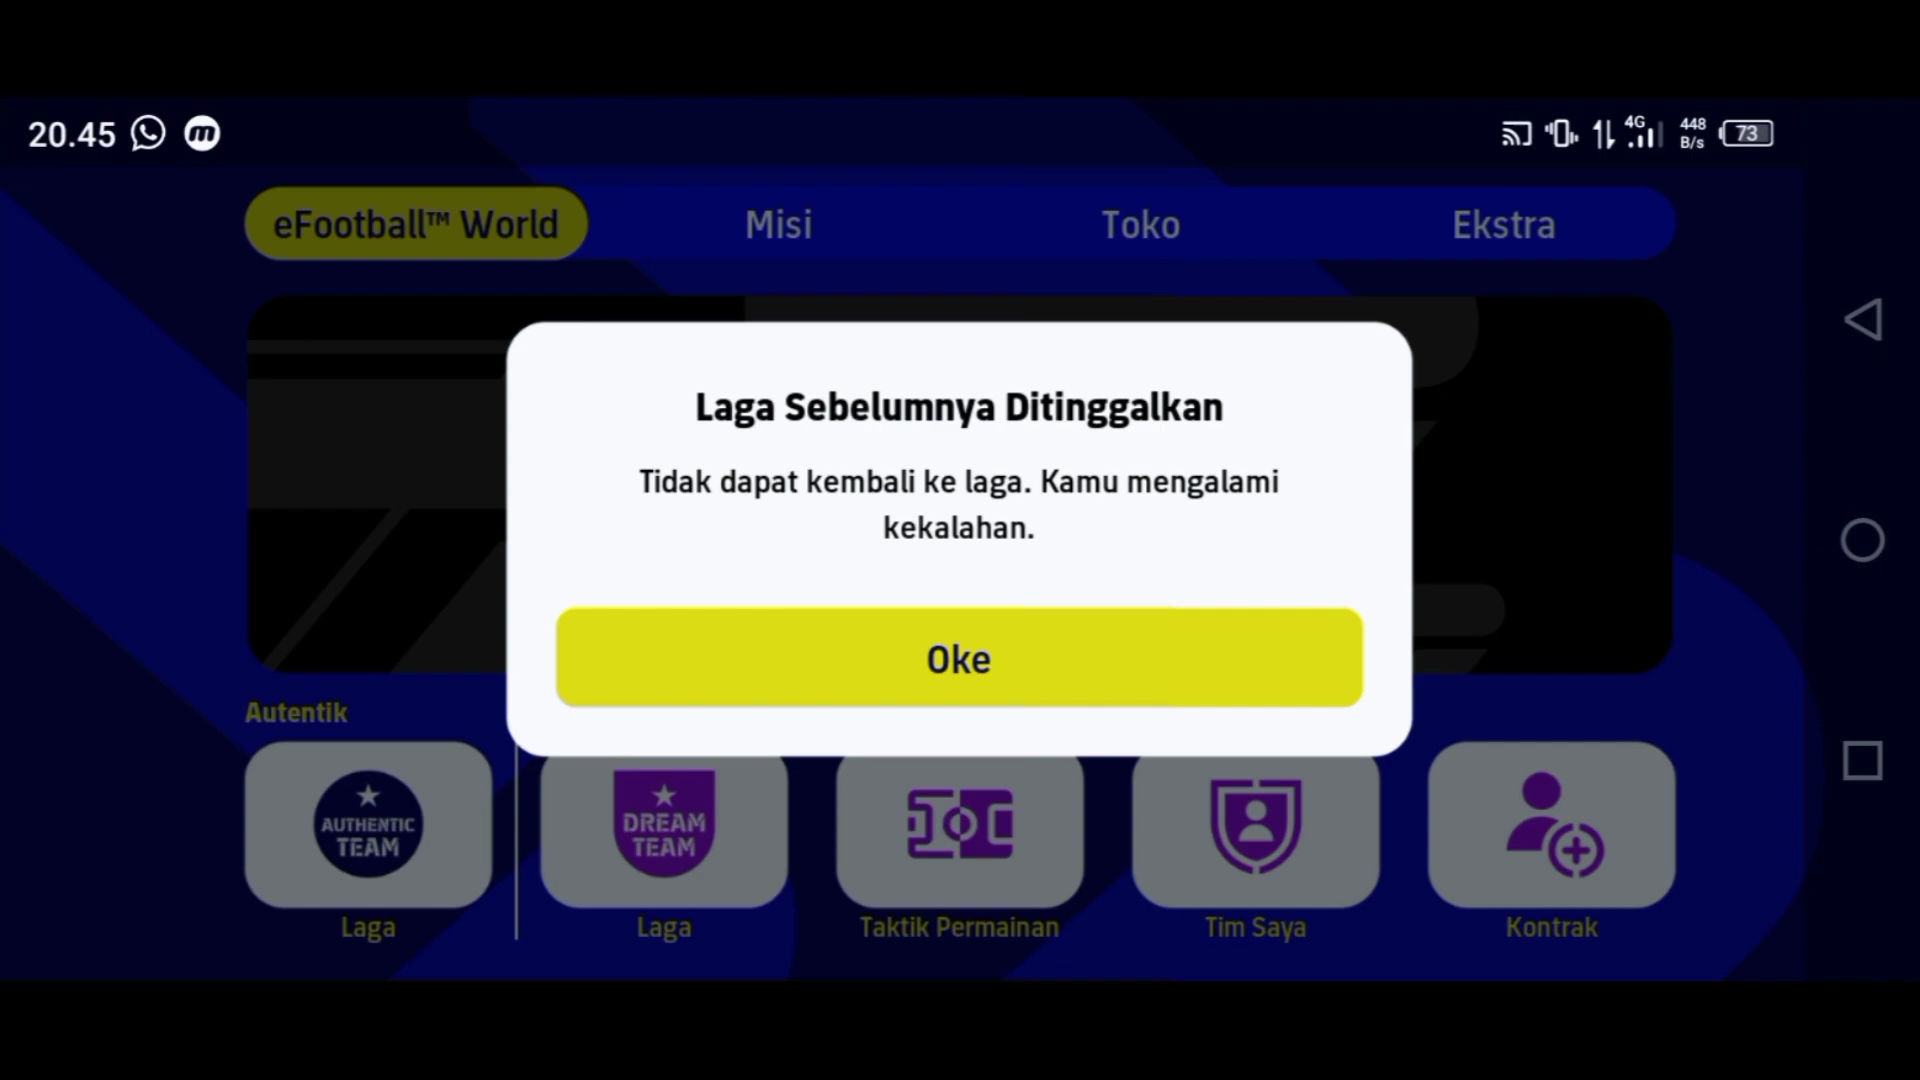 20.45
4G
448
B/s
73
eFootball™ World
Misi
Toko
Ekstra
Laga Sebelumnya Ditinggalkan
Tidak dapat kembali ke laga. Kamu mengalami
kekalahan.
Oke
Autentik
AUTHENTIC
TEAM
DREAM
TEAM
Laga
Laga
Taktik Permainan
Tim Saya
Kontrak